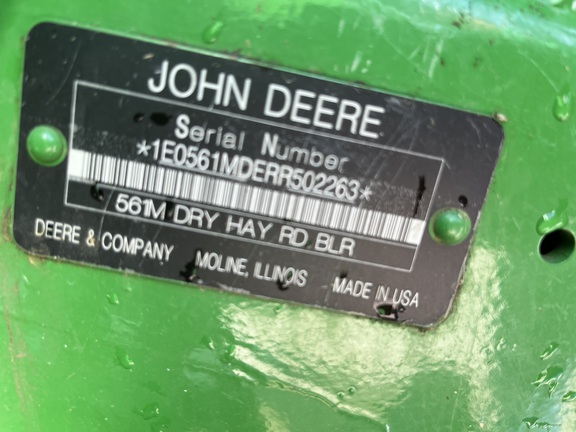 JOHN DEERE
Serial Number
*1E0561MDERR502263*
561M DRY HAY RD BLR
DEERE & COMPANY MOLINE, ILLINOIS MADE IN USA